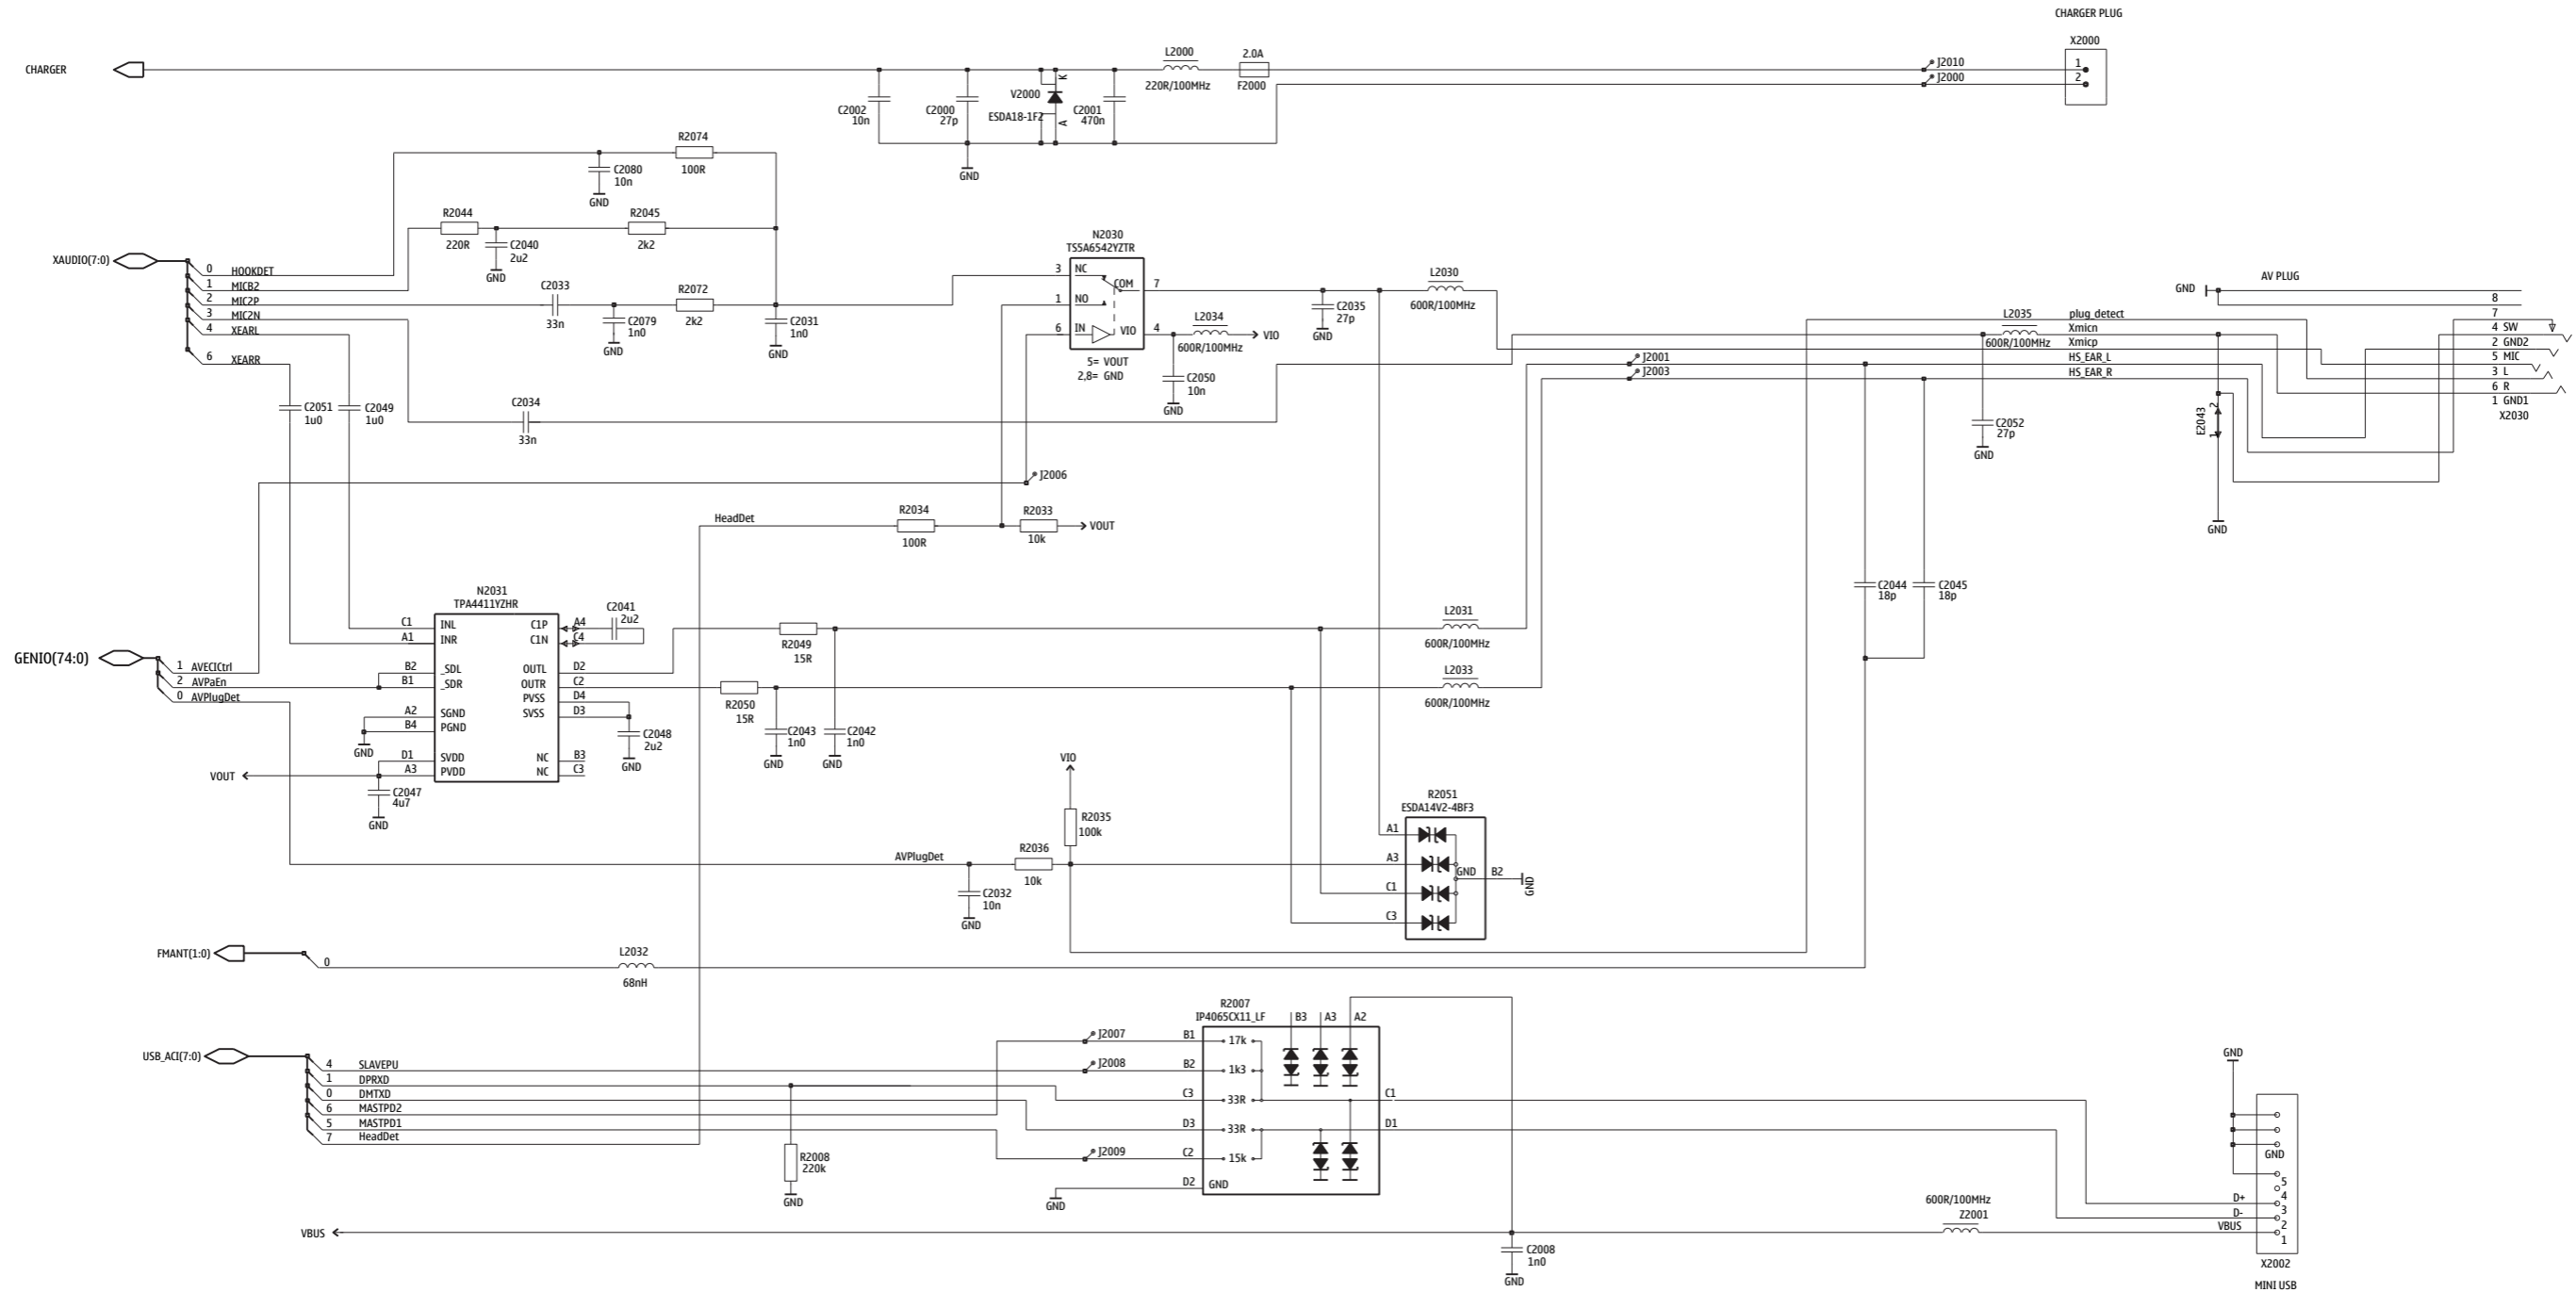 CHARGER PLUG
CHARGER
L2000
220R/100MHz
2.0A
F2000
J2010
J2000
X2000
1
2
C2002
10n
C2000
27p
V2000
ESDA18-1F2
K
A
C2001
470n
GND
R2074
100R
C2080
10n
GND
R2044
220R
R2045
2k2
C2040
2u2
GND
XAUDIO(7:0)
0 HOOKDET
1 MICB2
2 MIC2P
3 MIC2N
4 XEARL
6 XEARR
C2033
33n
C2079
1n0
GND
R2072
2k2
C2031
1n0
GND
N2030
TS5A6542YZTR
3 NC
1 NO
6 IN
COM 7
VIO 4
5= VOUT
2,8= GND
L2034
600R/100MHz
VIO
C2050
10n
GND
C2035
27p
GND
L2030
600R/100MHz
AV PLUG
GND
8
7
4 SW
2 GND2
5 MIC
3 L
6 R
1 GND1
X2030
L2035
600R/100MHz
plug_detect
Xmicn
Xmicp
HS_EAR_L
HS_EAR_R
J2001
J2003
C2052
27p
GND
E2043
2
1
GND
C2051
1u0
C2049
1u0
C2034
33n
J2006
HeadDet
R2034
100R
R2033
10k
VOUT
C2044
18p
C2045
18p
N2031
TPA4411YZHR
C1 INL
A1 INR
B2 _SDL
B1 _SDR
A2 SGND
B4 PGND
D1 SVDD
A3 PVDD
C1P A4
C1N C4
OUTL D2
OUTR C2
PVSS D4
SVSS D3
NC B3
NC C3
C2041
2u2
GENIO(74:0)
1 AVECICtrl
2 AVPaEn
0 AVPlugDet
GND
VOUT
C2047
4u7
GND
C2048
2u2
GND
R2049
15R
R2050
15R
C2043
1n0
GND
C2042
1n0
GND
L2031
600R/100MHz
L2033
600R/100MHz
VIO
R2035
100k
AVPlugDet
R2036
10k
C2032
10n
GND
R2051
ESDA14V2-4BF3
A1
A3
C1
C3
GND
B2
GND
FMANT(1:0)
0
L2032
68nH
USB_ACI(7:0)
4 SLAVEPU
1 DPRXD
0 DMTXD
6 MASTPD2
5 MASTPD1
7 HeadDet
R2008
220k
GND
J2007
J2008
J2009
R2007
IP4065CX11_LF
B3
A3
A2
B1 17k
B2 1k3
C3 33R
D3 33R
C2 15k
D2 GND
C1
D1
GND
VBUS
C2008
1n0
GND
600R/100MHz
Z2001
GND
GND
D+
D-
VBUS
5
4
3
2
1
X2002
MINI USB